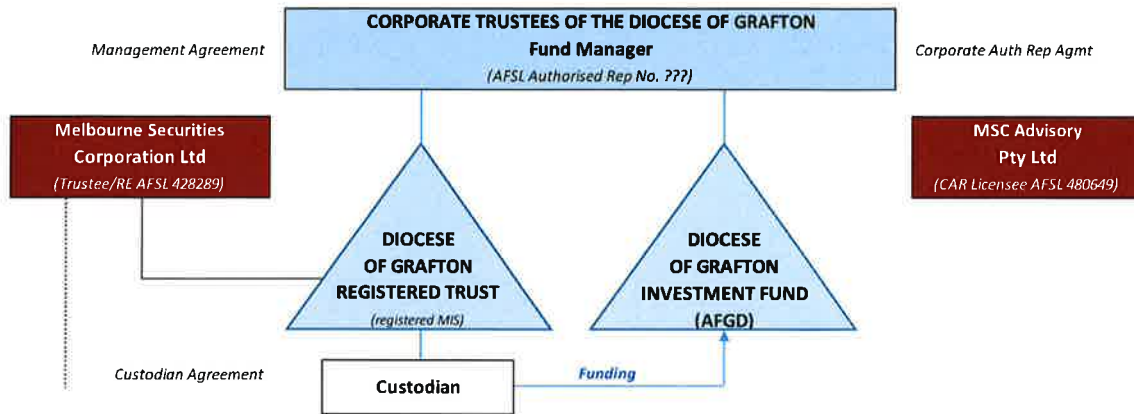 CORPORATE TRUSTEES OF THE DIOCESE OF GRAFTON
Fund Manager
(AFSL Authorised Rep No. ???)
Management Agreement
Corporate Auth Rep Agmt
Melbourne Securities
Corporation Ltd
(Trustee/RE AFSL 428289)
MSC Advisory
Pty Ltd
(CAR Licensee AFSL 480649)
DIOCESE
OF GRAFTON
REGISTERED TRUST
(registered MIS)
DIOCESE
OF GRAFTON
INVESTMENT FUND
(AFGD)
Custodian Agreement
Custodian
Funding